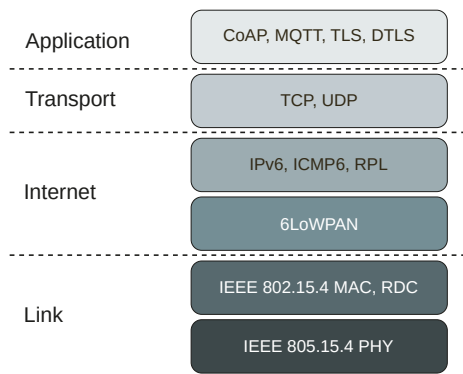 Application
CoAP, MQTT, TLS, DTLS
Transport
TCP, UDP
Internet
IPv6, ICMP6, RPL
6LoWPAN
Link
IEEE 802.15.4 MAC, RDC
IEEE 805.15.4 PHY